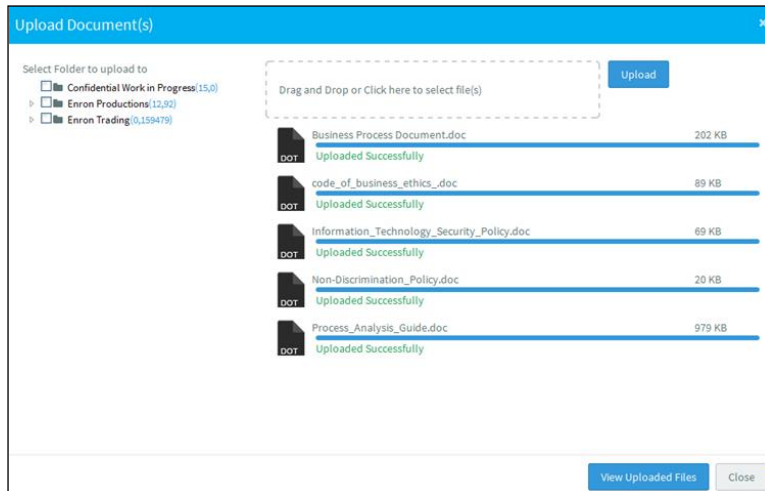 Upload Document(s)
×
Select Folder to upload to
Confidential Work in Progress(15,0)
Enron Productions(12,92)
Enron Trading(0,159479)
Drag and Drop or Click here to select file(s)
Upload
Business Process Document.doc 202 KB
DOT Uploaded Successfully
code_of_business_ethics_.doc 89 KB
DOT Uploaded Successfully
Information_Technology_Security_Policy.doc 69 KB
DOT Uploaded Successfully
Non-Discrimination_Policy.doc 20 KB
DOT Uploaded Successfully
Process_Analysis_Guide.doc 979 KB
DOT Uploaded Successfully
View Uploaded Files Close